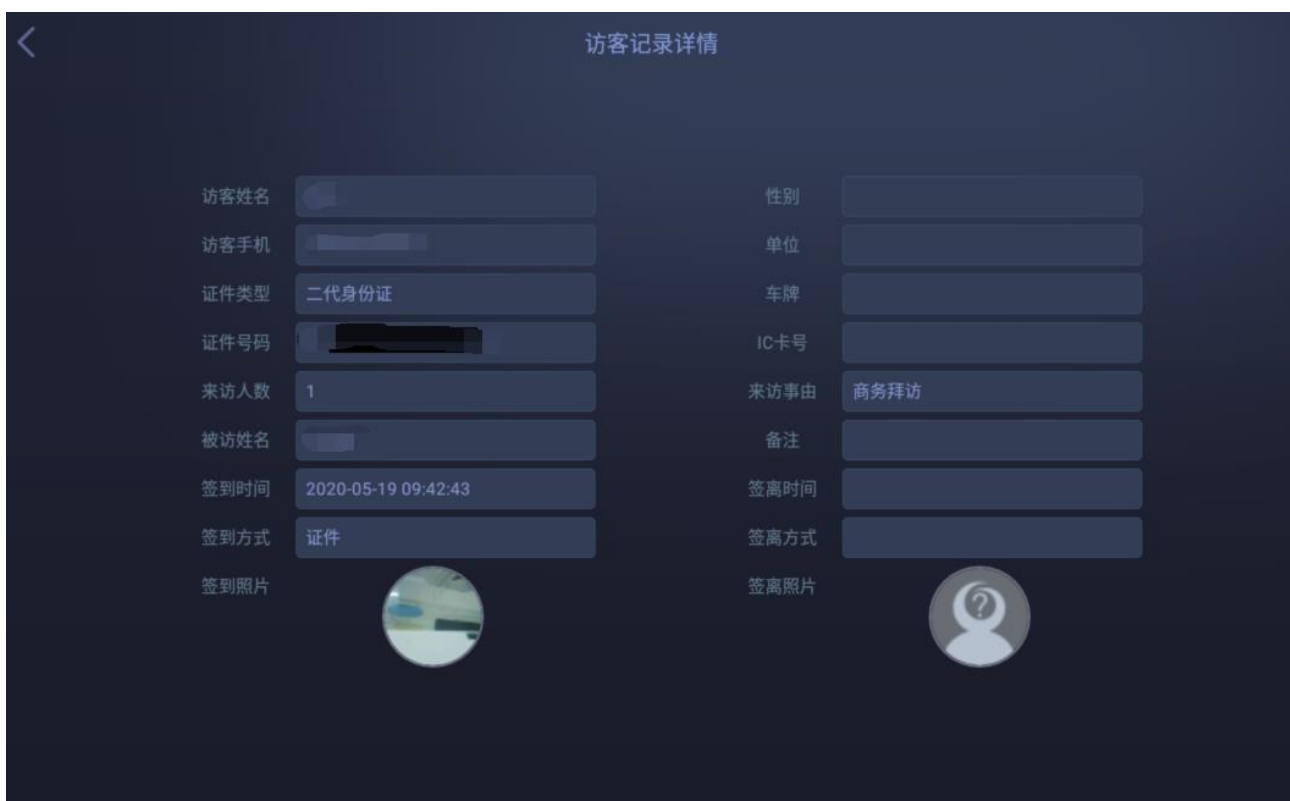 访客记录详情
访客姓名
性别
访客手机
单位
证件类型 二代身份证
车牌
证件号码
IC卡号
来访人数 1
来访事由 商务拜访
被访姓名
备注
签到时间 2020-05-19 09:42:43
签离时间
签到方式 证件
签离方式
签到照片
签离照片
?